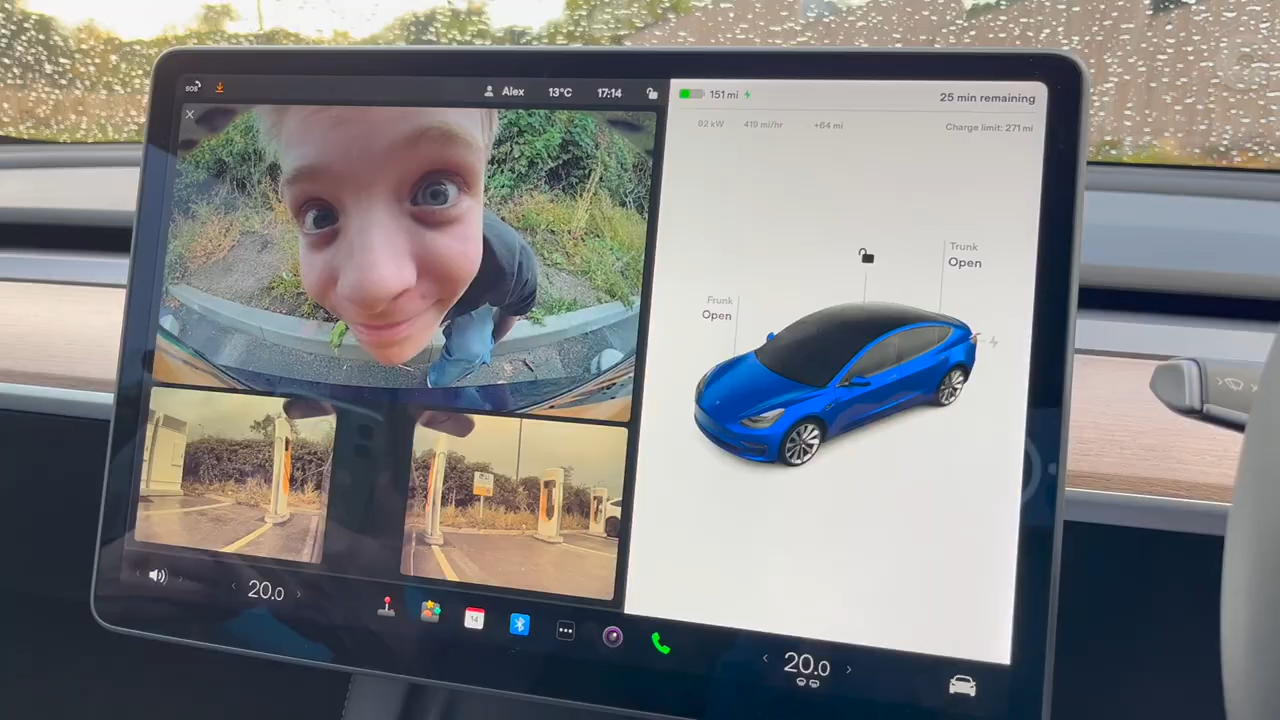 SOS
Alex 13°C 17:14
151 mi
25 min remaining
92 kW 419 mi/hr +64 mi
Charge limit: 271 mi
Trunk
Open
Frunk
Open
20.0
14
20.0